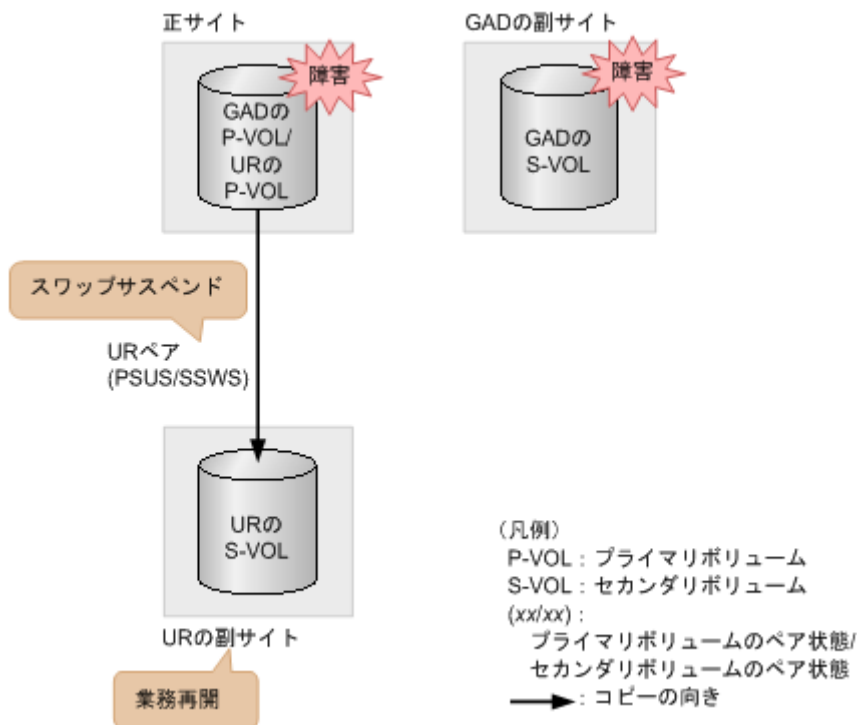 正サイト
GADの副サイト
障害
障害
GADの
P-VOL/
URの
P-VOL
GADの
S-VOL
スワップサスペンド
URペア
(PSUS/SSWS)
URの
S-VOL
URの副サイト
業務再開
（凡例）
P-VOL：プライマリボリューム
S-VOL：セカンダリボリューム
(xx/xx)：
プライマリボリュームのペア状態/
セカンダリボリュームのペア状態
：コピーの向き